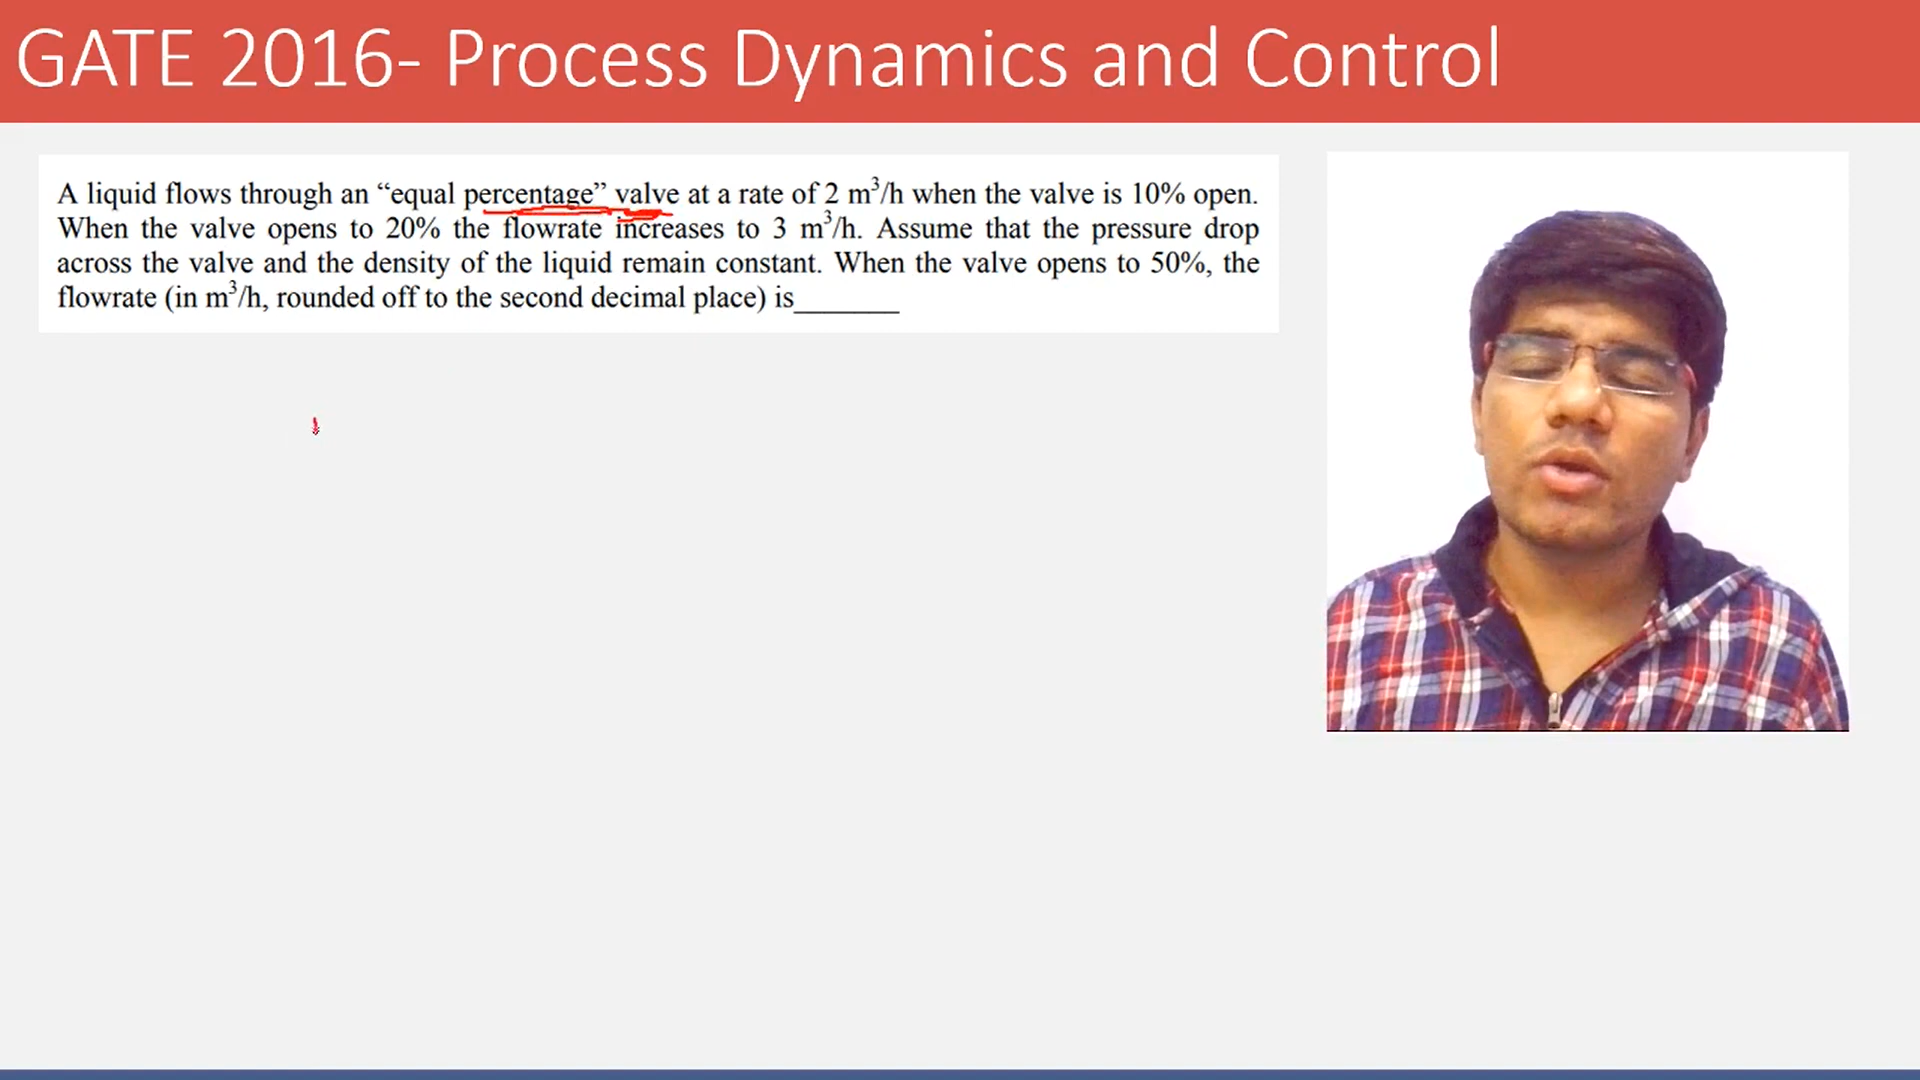 GATE 2016- Process Dynamics and Control
A liquid flows through an “equal percentage” valve at a rate of 2 m³/h when the valve is 10% open.
When the valve opens to 20% the flowrate increases to 3 m³/h. Assume that the pressure drop
across the valve and the density of the liquid remain constant. When the valve opens to 50%, the
flowrate (in m³/h, rounded off to the second decimal place) is_______